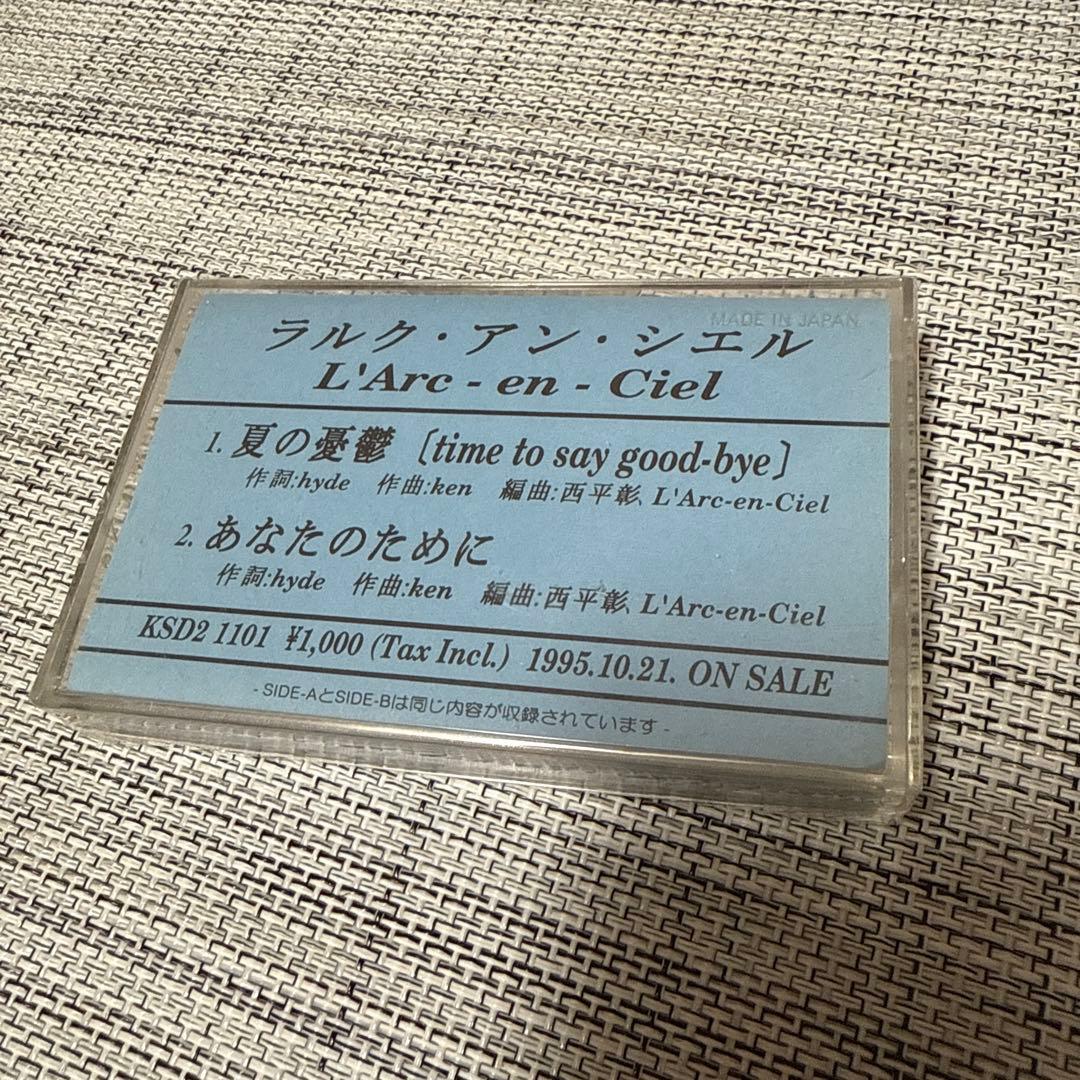 MADE IN JAPAN
ラルク・アン・シエル
L'Arc - en - Ciel
1. 夏の憂鬱 〔time to say good-bye〕
作詞:hyde 作曲:ken 編曲:西平彰、L'Arc-en-Ciel
2. あなたのために
作詞:hyde 作曲:ken 編曲:西平彰、L'Arc-en-Ciel
KSD2 1101 ¥1,000 (Tax Incl.) 1995.10.21. ON SALE
- SIDE-AとSIDE-Bは同じ内容が収録されています -